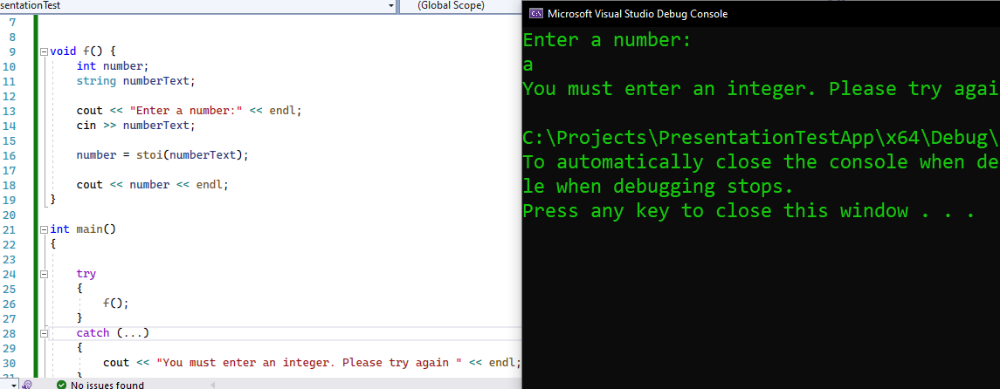 sentationTest
(Global Scope)
7
8
9 void f() {
10 int number;
11 string numberText;
12
13 cout << "Enter a number:" << endl;
14 cin >> numberText;
15
16 number = stoi(numberText);
17
18 cout << number << endl;
19 }
20
21 int main()
22 {
23
24 try
25 {
26 f();
27 }
28 catch (...)
29 {
30 cout << "You must enter an integer. Please try again " << endl;
31 }
No issues found
Microsoft Visual Studio Debug Console
Enter a number:
a
You must enter an integer. Please try agai
C:\Projects\PresentationTestApp\x64\Debug\
To automatically close the console when de
le when debugging stops.
Press any key to close this window . . .